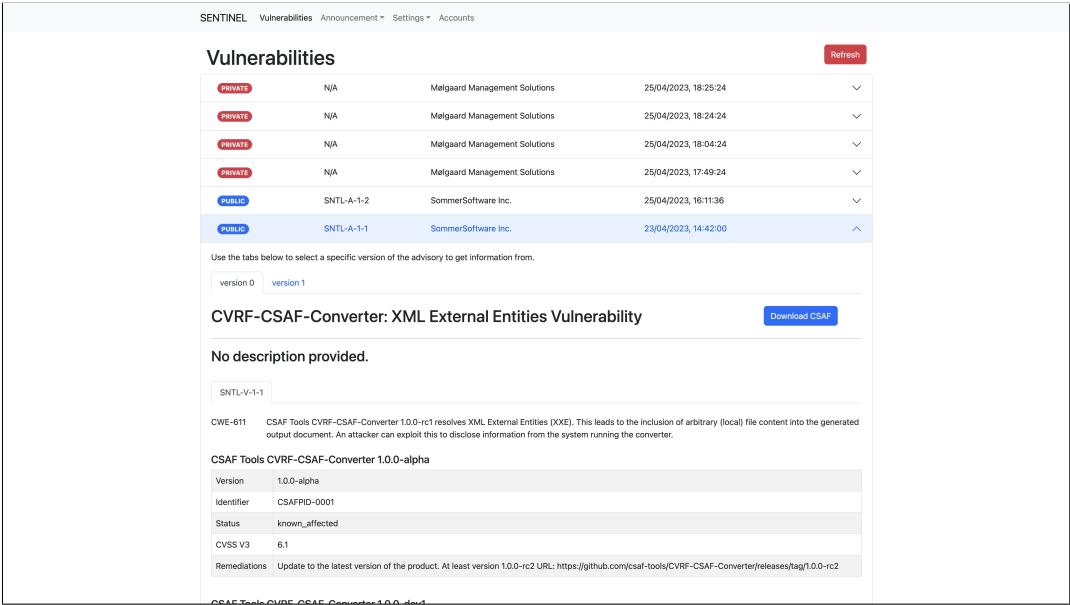 SENTINEL Vulnerabilities Announcement Settings Accounts
Vulnerabilities Refresh
PRIVATE N/A Mølgaard Management Solutions 25/04/2023, 18:25:24
PRIVATE N/A Mølgaard Management Solutions 25/04/2023, 18:24:24
PRIVATE N/A Mølgaard Management Solutions 25/04/2023, 18:04:24
PRIVATE N/A Mølgaard Management Solutions 25/04/2023, 17:49:24
PUBLIC SNTL-A-1-2 SommerSoftware Inc. 25/04/2023, 16:11:36
PUBLIC SNTL-A-1-1 SommerSoftware Inc. 23/04/2023, 14:42:00
Use the tabs below to select a specific version of the advisory to get information from.
version 0 version 1
CVRF-CSAF-Converter: XML External Entities Vulnerability Download CSAF
No description provided.
SNTL-V-1-1
CWE-611 CSAF Tools CVRF-CSAF-Converter 1.0.0-rc1 resolves XML External Entities (XXE). This leads to the inclusion of arbitrary (local) file content into the generated
output document. An attacker can exploit this to disclose information from the system running the converter.
CSAF Tools CVRF-CSAF-Converter 1.0.0-alpha
Version 1.0.0-alpha
Identifier CSAFPID-0001
Status known_affected
CVSS V3 6.1
Remediations Update to the latest version of the product. At least version 1.0.0-rc2 URL: https://github.com/csaf-tools/CVRF-CSAF-Converter/releases/tag/1.0.0-rc2
CSAF Tools CVRF-CSAF-Converter 1.0.0-dev1